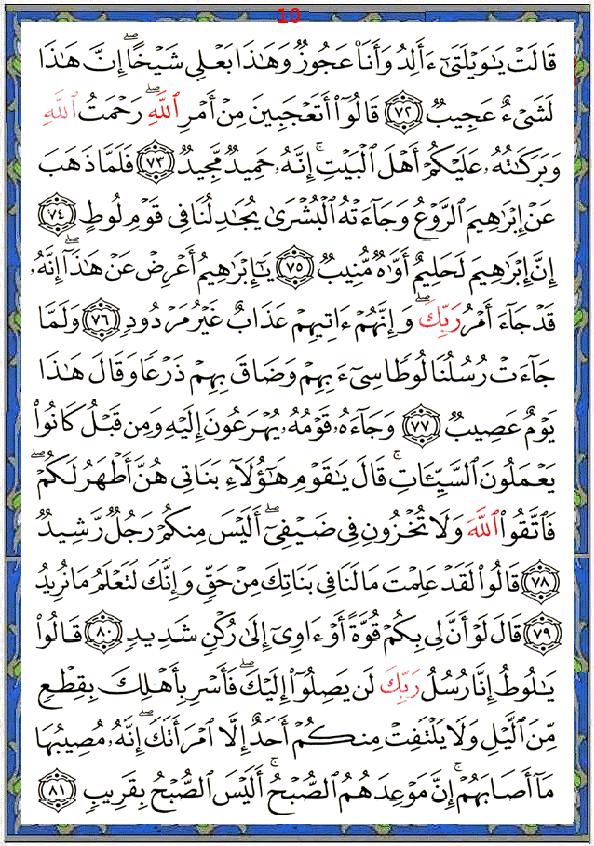 10
قَالَتْ يَٰوَيْلَتَىٰٓ ءَأَلِدُ وَأَنَا۠ عَجُوزٌ وَهَٰذَا بَعْلِى شَيْخًا ۖ إِنَّ هَٰذَا
لَشَىْءٌ عَجِيبٌ ﴿٧٢﴾ قَالُوٓا۟ أَتَعْجَبِينَ مِنْ أَمْرِ ٱللَّهِ ۖ رَحْمَتُ ٱللَّهِ
وَبَرَكَٰتُهُۥ عَلَيْكُمْ أَهْلَ ٱلْبَيْتِ ۚ إِنَّهُۥ حَمِيدٌ مَّجِيدٌ ﴿٧٣﴾ فَلَمَّا ذَهَبَ
عَنْ إِبْرَٰهِيمَ ٱلرَّوْعُ وَجَآءَتْهُ ٱلْبُشْرَىٰ يُجَٰدِلُنَا فِى قَوْمِ لُوطٍ ﴿٧٤﴾
إِنَّ إِبْرَٰهِيمَ لَحَلِيمٌ أَوَّٰهٌ مُّنِيبٌ ﴿٧٥﴾ يَٰٓإِبْرَٰهِيمُ أَعْرِضْ عَنْ هَٰذَآ ۖ إِنَّهُۥ
قَدْ جَآءَ أَمْرُ رَبِّكَ ۖ وَإِنَّهُمْ ءَاتِيهِمْ عَذَابٌ غَيْرُ مَرْدُودٍ ﴿٧٦﴾ وَلَمَّا
جَآءَتْ رُسُلُنَا لُوطًا سِىٓءَ بِهِمْ وَضَاقَ بِهِمْ ذَرْعًا وَقَالَ هَٰذَا
يَوْمٌ عَصِيبٌ ﴿٧٧﴾ وَجَآءَهُۥ قَوْمُهُۥ يُهْرَعُونَ إِلَيْهِ وَمِن قَبْلُ كَانُوا۟
يَعْمَلُونَ ٱلسَّيِّـَٔاتِ ۚ قَالَ يَٰقَوْمِ هَٰٓؤُلَآءِ بَنَاتِى هُنَّ أَطْهَرُ لَكُمْ ۖ
فَٱتَّقُوا۟ ٱللَّهَ وَلَا تُخْزُونِ فِى ضَيْفِىٓ ۖ أَلَيْسَ مِنكُمْ رَجُلٌ رَّشِيدٌ
﴿٧٨﴾ قَالُوا۟ لَقَدْ عَلِمْتَ مَا لَنَا فِى بَنَاتِكَ مِنْ حَقٍّ وَإِنَّكَ لَتَعْلَمُ مَا نُرِيدُ
﴿٧٩﴾ قَالَ لَوْ أَنَّ لِى بِكُمْ قُوَّةً أَوْ ءَاوِىٓ إِلَىٰ رُكْنٍ شَدِيدٍ ﴿٨٠﴾ قَالُوا۟
يَٰلُوطُ إِنَّا رُسُلُ رَبِّكَ لَن يَصِلُوٓا۟ إِلَيْكَ ۖ فَأَسْرِ بِأَهْلِكَ بِقِطْعٍ
مِّنَ ٱلَّيْلِ وَلَا يَلْتَفِتْ مِنكُمْ أَحَدٌ إِلَّا ٱمْرَأَتَكَ ۖ إِنَّهُۥ مُصِيبُهَا
مَآ أَصَابَهُمْ ۚ إِنَّ مَوْعِدَهُمُ ٱلصُّبْحُ ۚ أَلَيْسَ ٱلصُّبْحُ بِقَرِيبٍ ﴿٨١﴾